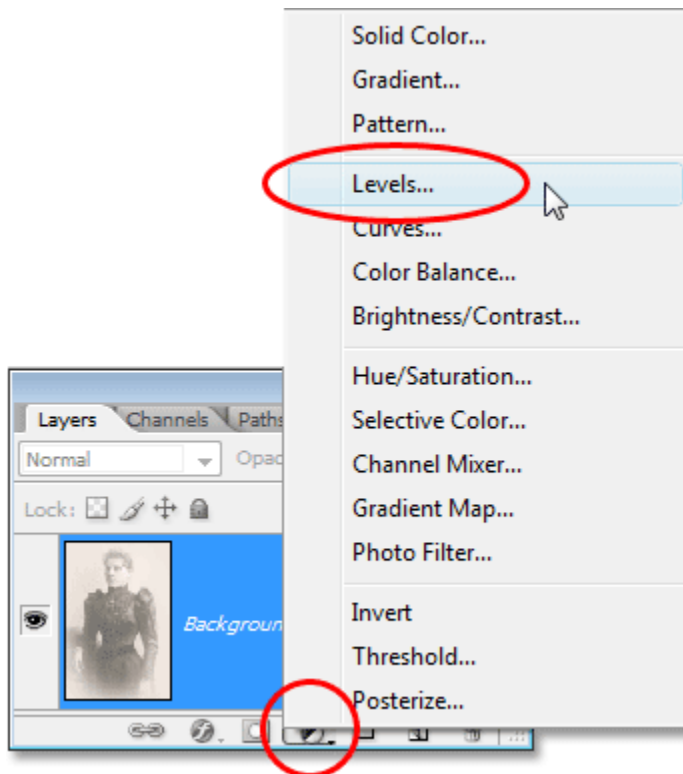 Solid Color...
Gradient...
Pattern...
Levels...
Curves...
Color Balance...
Brightness/Contrast...
Hue/Saturation...
Selective Color...
Channel Mixer...
Gradient Map...
Photo Filter...
Invert
Threshold...
Posterize...
Layers Channels Paths
Normal Opac
Lock:
Backgroun